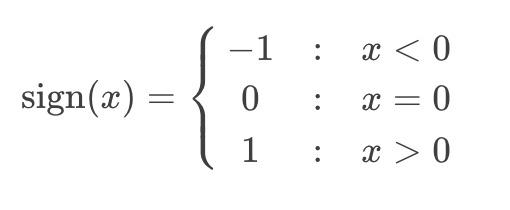 −1 : x < 0
sign(x) = { 0 : x = 0
1 : x > 0